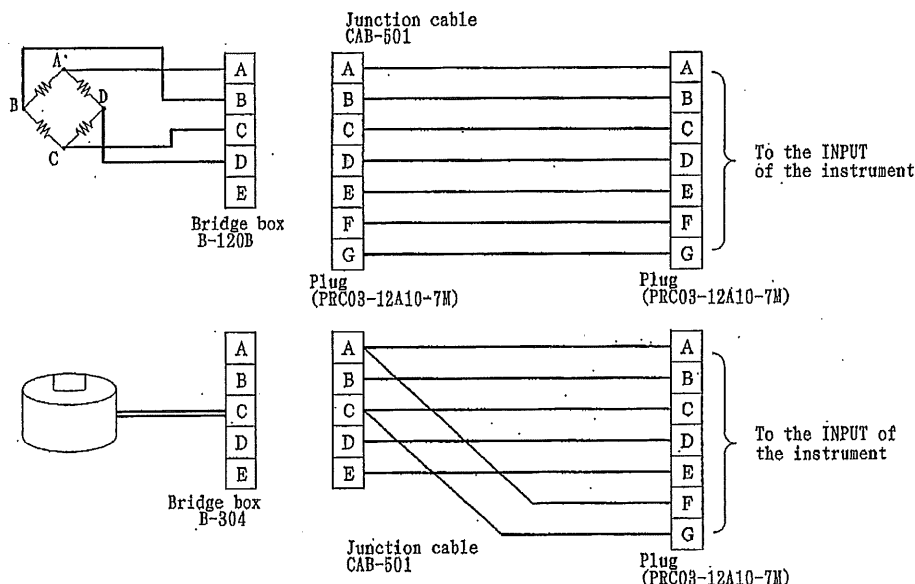 Junction cable
CAB-501
A
B
C
D
A
B
C
D
E
Bridge box
B-120B
A
B
C
D
E
F
G
Plug
(PRC03-12A10-7M)
A
B
C
D
E
F
G
Plug
(PRC03-12A10-7M)
To the INPUT
of the instrument
A
B
C
D
E
Bridge box
B-304
A
B
C
D
E
Junction cable
CAB-501
A
B
C
D
E
F
G
Plug
(PRC03-12A10-7M)
To the INPUT of
the instrument